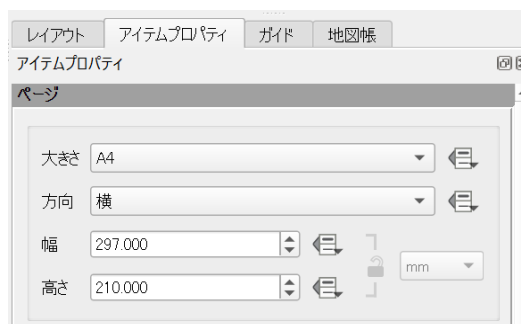 レイアウト アイテムプロパティ ガイド 地図帳
アイテムプロパティ
ページ
大きさ A4
方向 横
幅 297.000
mm
高さ 210.000